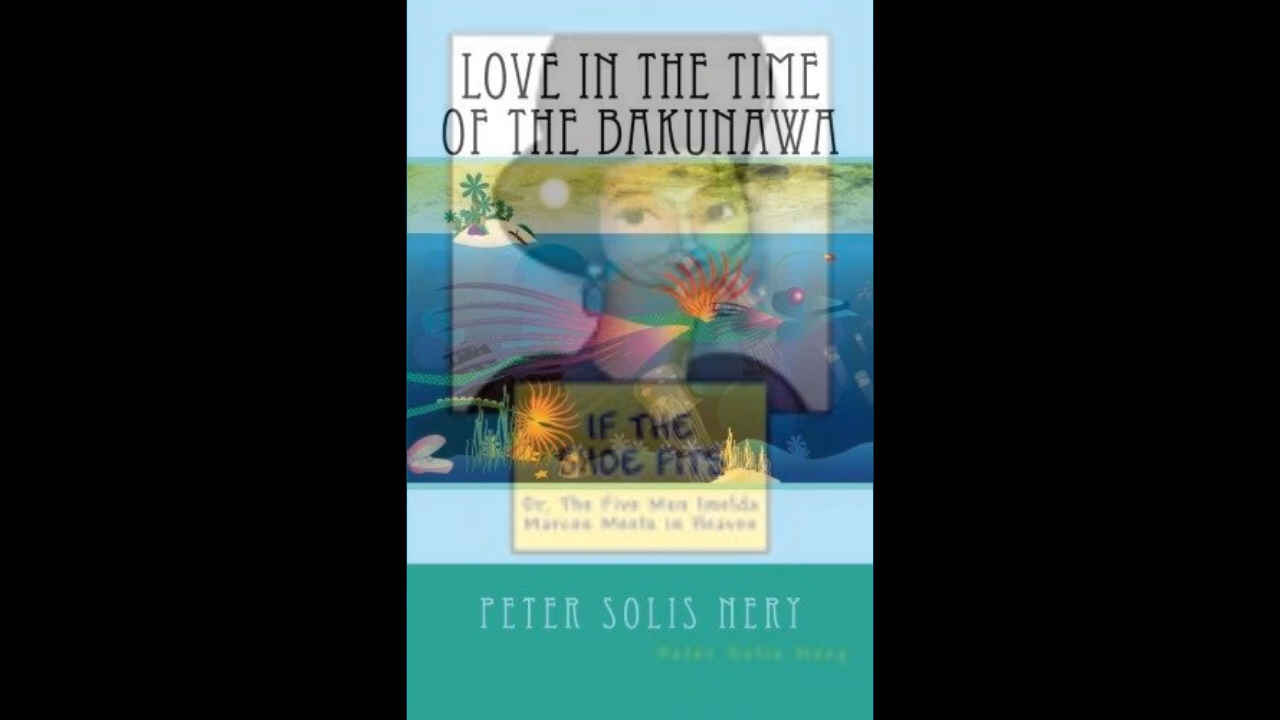 LOVE IN THE TIME
OF THE BAKUNAWA
IF THE
SHOE FITS
Or, The Five Men Imelda
Marcos Meets in Heaven
PETER SOLIS NERY
Peter Solis Nery